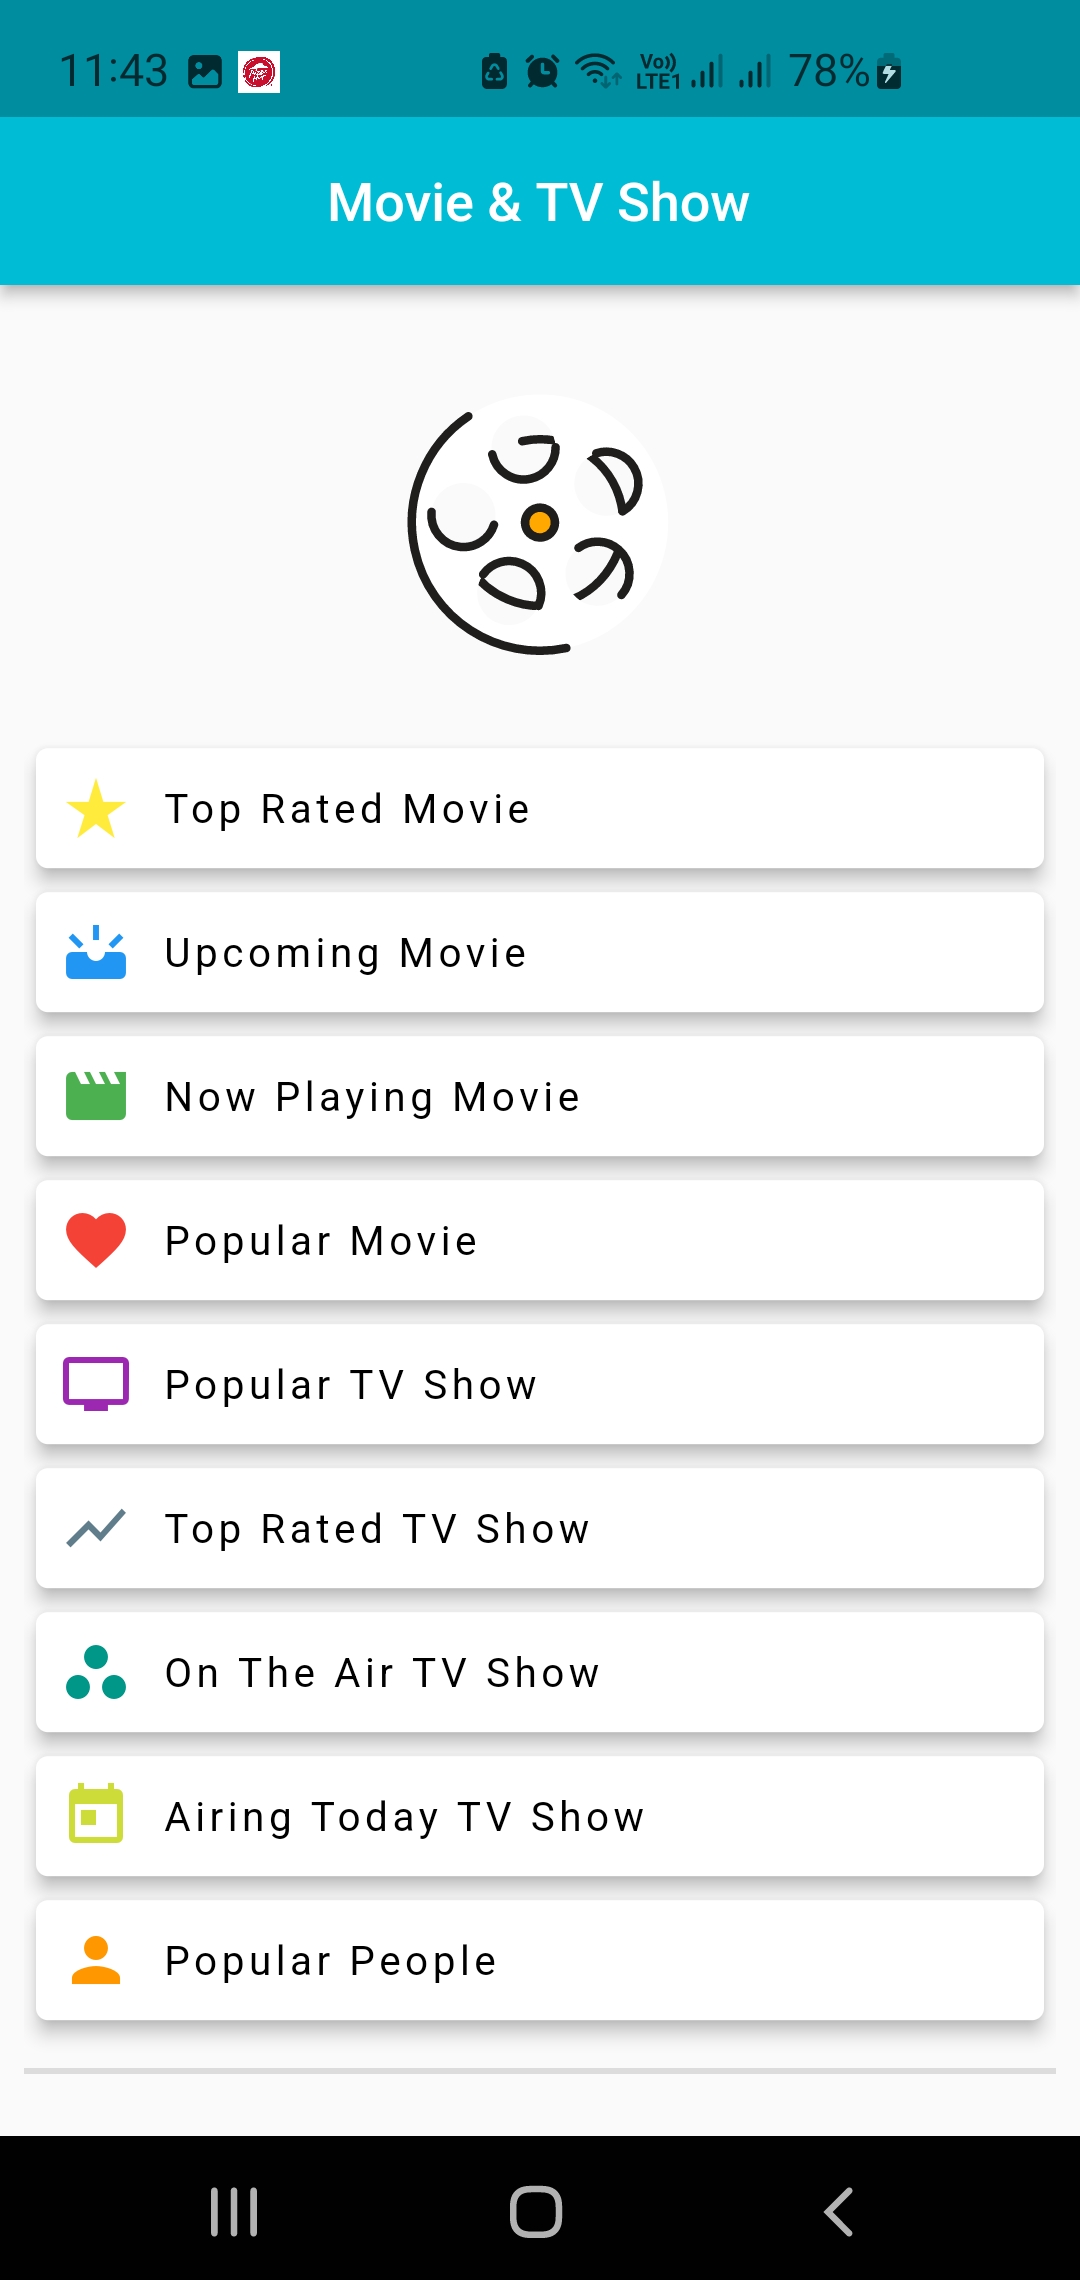 11:43 Vo)) LTE1 78%
Movie & TV Show
Top Rated Movie
Upcoming Movie
Now Playing Movie
Popular Movie
Popular TV Show
Top Rated TV Show
On The Air TV Show
Airing Today TV Show
Popular People